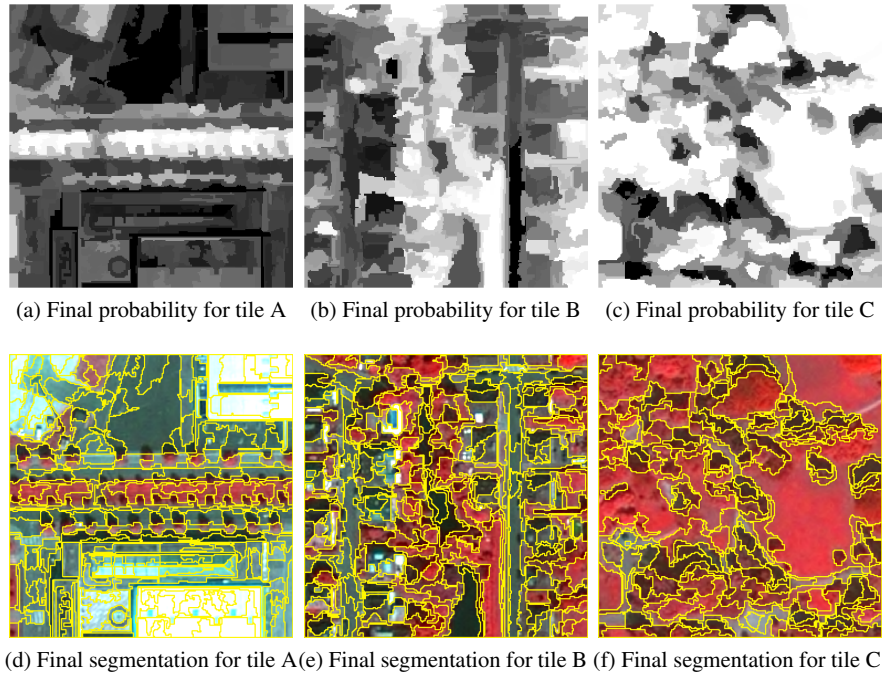 (a) Final probability for tile A (b) Final probability for tile B (c) Final probability for tile C
(d) Final segmentation for tile A(e) Final segmentation for tile B (f) Final segmentation for tile C